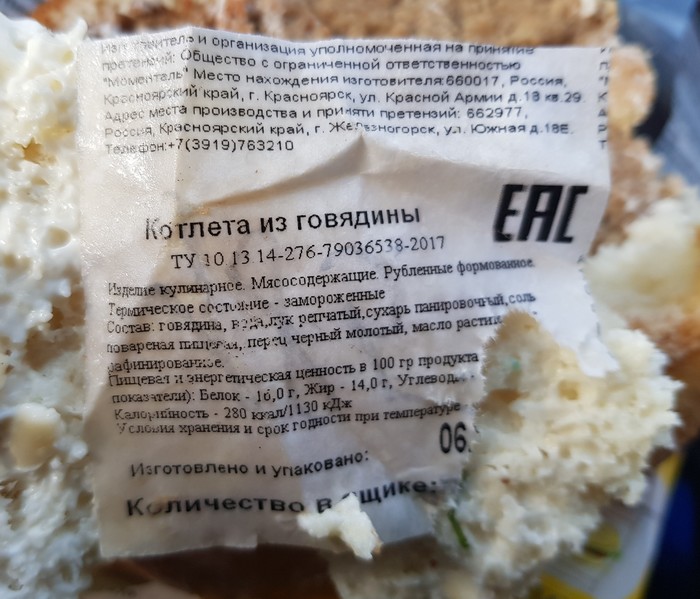 Изготовитель и организация уполномоченная на принятие
претензий: Общество с ограниченной ответственностью
"Моменталь" Место нахождения изготовителя:660017, Россия,
Красноярский край, г. Красноярск, ул. Красной Армии д.18 кв.29
Адрес места производства и приняти претензий: 662977,
Россия, Красноярский край, г. Железногорск, ул. Южная д.18Е.
Телефон:+7(3919)763210
ЕАС
Котлета из говядины
ТУ 10.13.14-276-79036538-2017
Изделие кулинарное. Мясосодержащие. Рубленные формованное.
Термическое состояние - замороженные
Состав: говядина, вода,лук репчатый,сухарь панировочный,соль
повареная пищевая, перец черный молотый, масло расти
рафинированное.
Пищевая и энергетическая ценность в 100 гр продукта
показатели): Белок - 16,0 г, Жир - 14,0 г, Углевод
Калорийность - 280 ккал/1130 кДж
Условия хранения и срок годности при температуре
06.
Изготовлено и упаковано:
Количество в ящике: